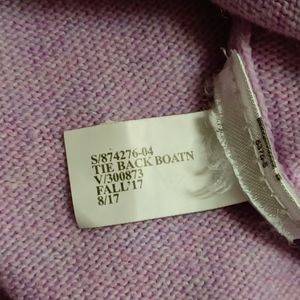 S/874276-04
TIE BACK BOATN
V/300873
FALL'17
8/17